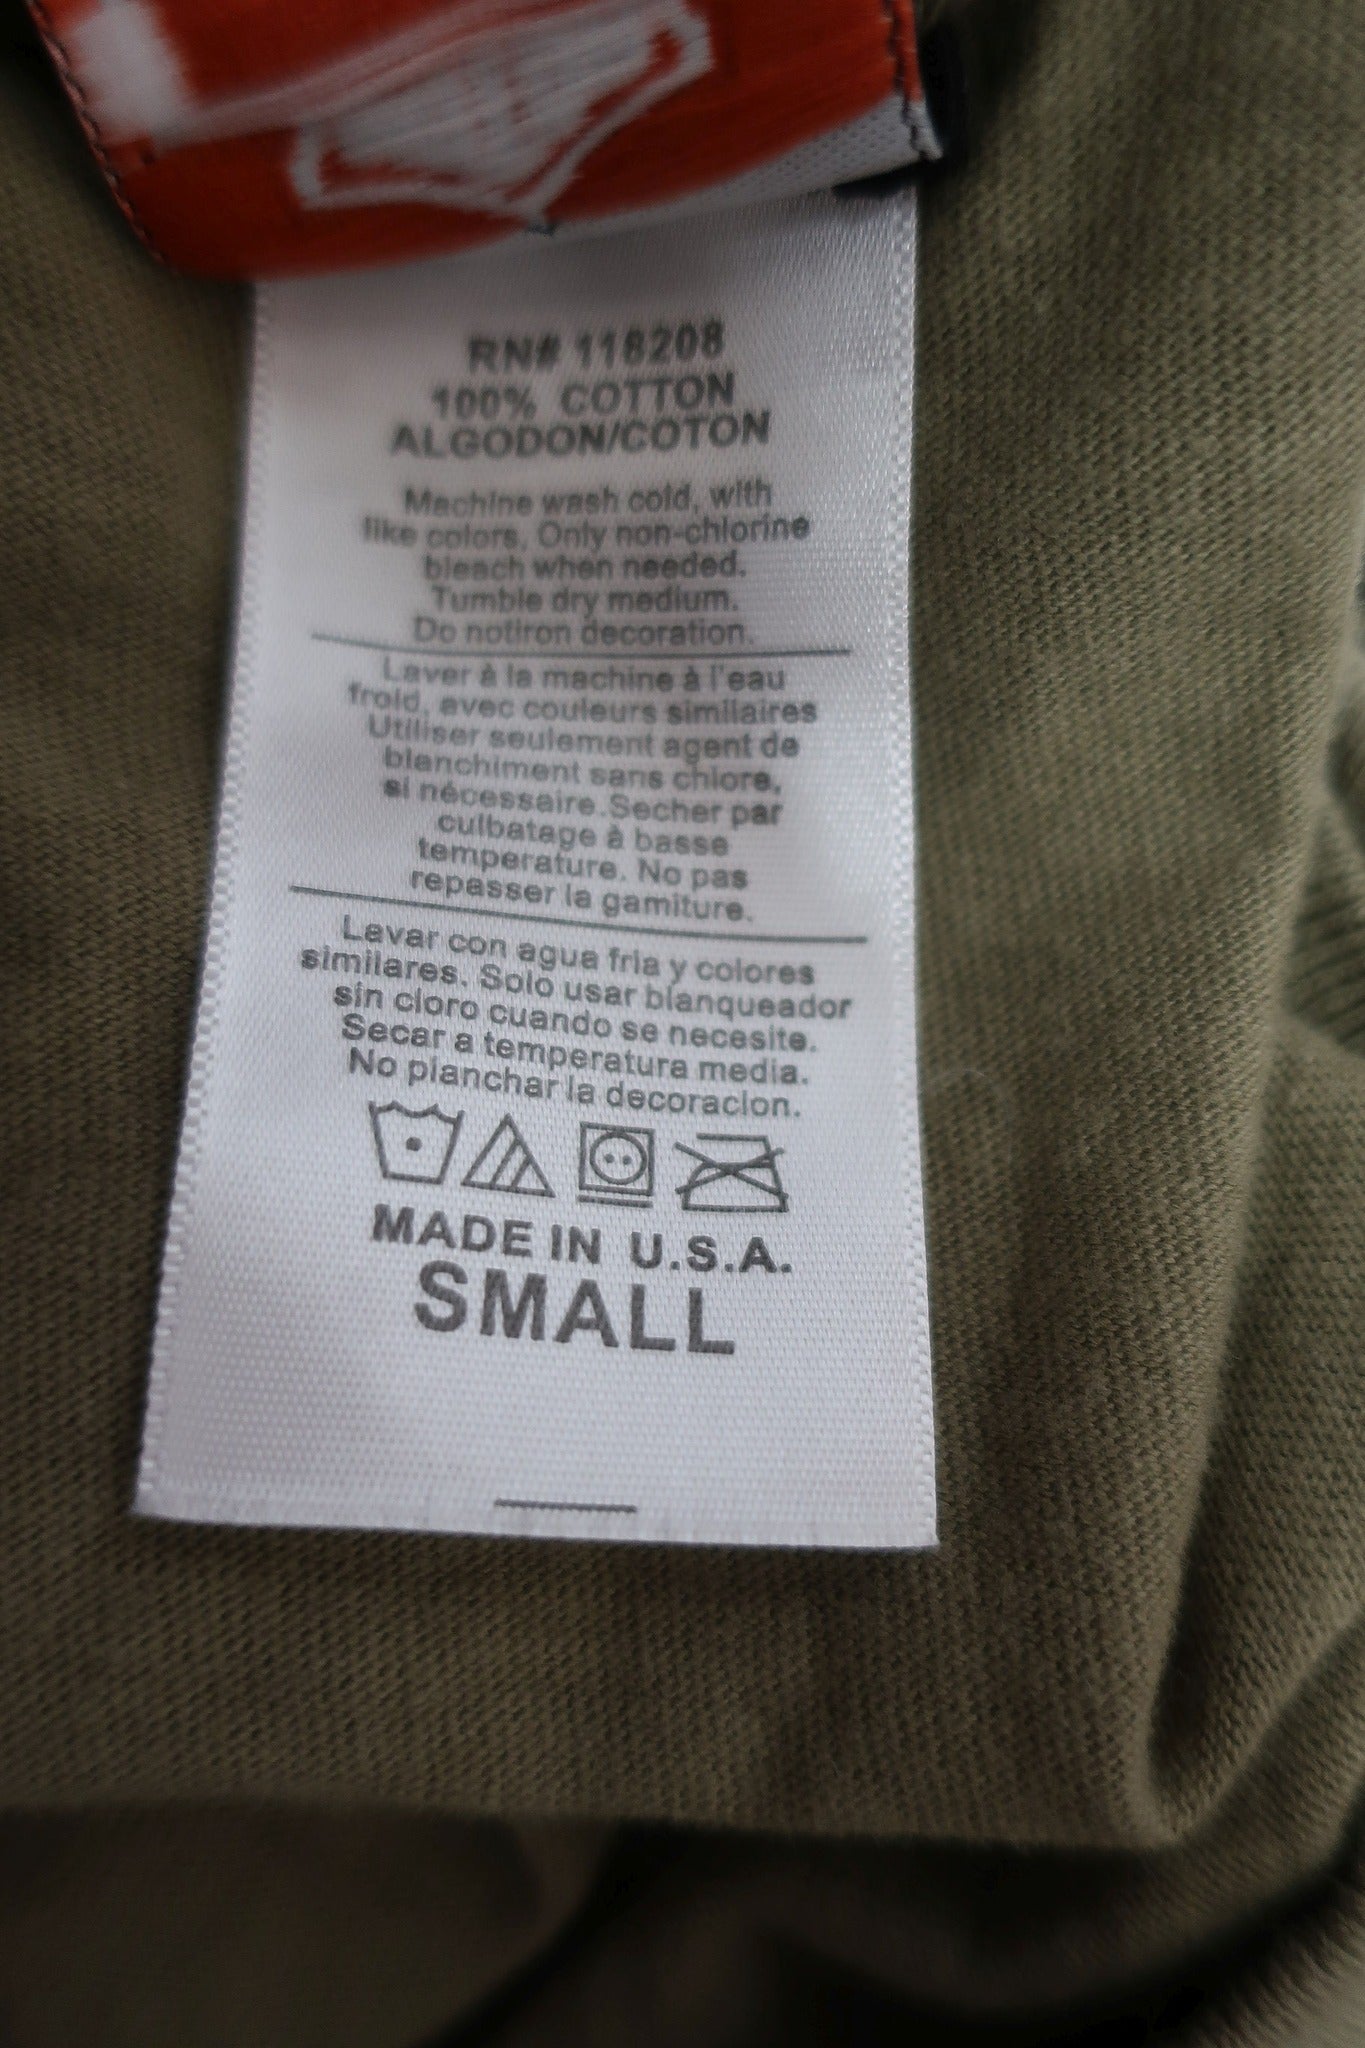 RN# 118208
100% COTTON
ALGODON/COTON
Machine wash cold, with
like colors. Only non-chlorine
bleach when needed.
Tumble dry medium.
Do notiron decoration.
Laver à la machine à l'eau
froid, avec couleurs similaires
Utiliser seulement agent de
blanchiment sans chlore,
si nécessaire.Secher par
culbatage à basse
temperature. No pas
repasser la gamiture.
Lavar con agua fria y colores
similares. Solo usar blanqueador
sin cloro cuando se necesite.
Secar a temperatura media.
No planchar la decoracion.
MADE IN U.S.A.
SMALL